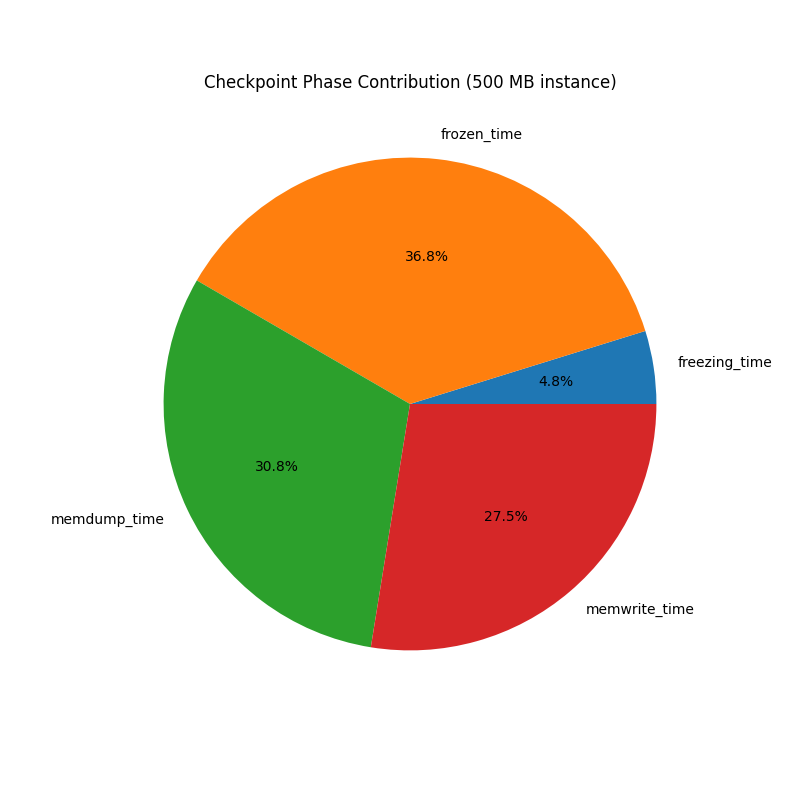 Checkpoint Phase Contribution (500 MB instance)
frozen_time
36.8%
freezing_time
4.8%
30.8%
memdump_time
27.5%
memwrite_time